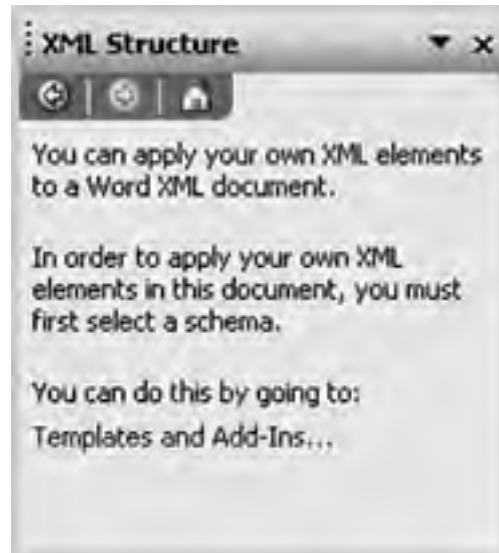 XML Structure
You can apply your own XML elements
to a Word XML document.
In order to apply your own XML
elements in this document, you must
first select a schema.
You can do this by going to:
Templates and Add-Ins...